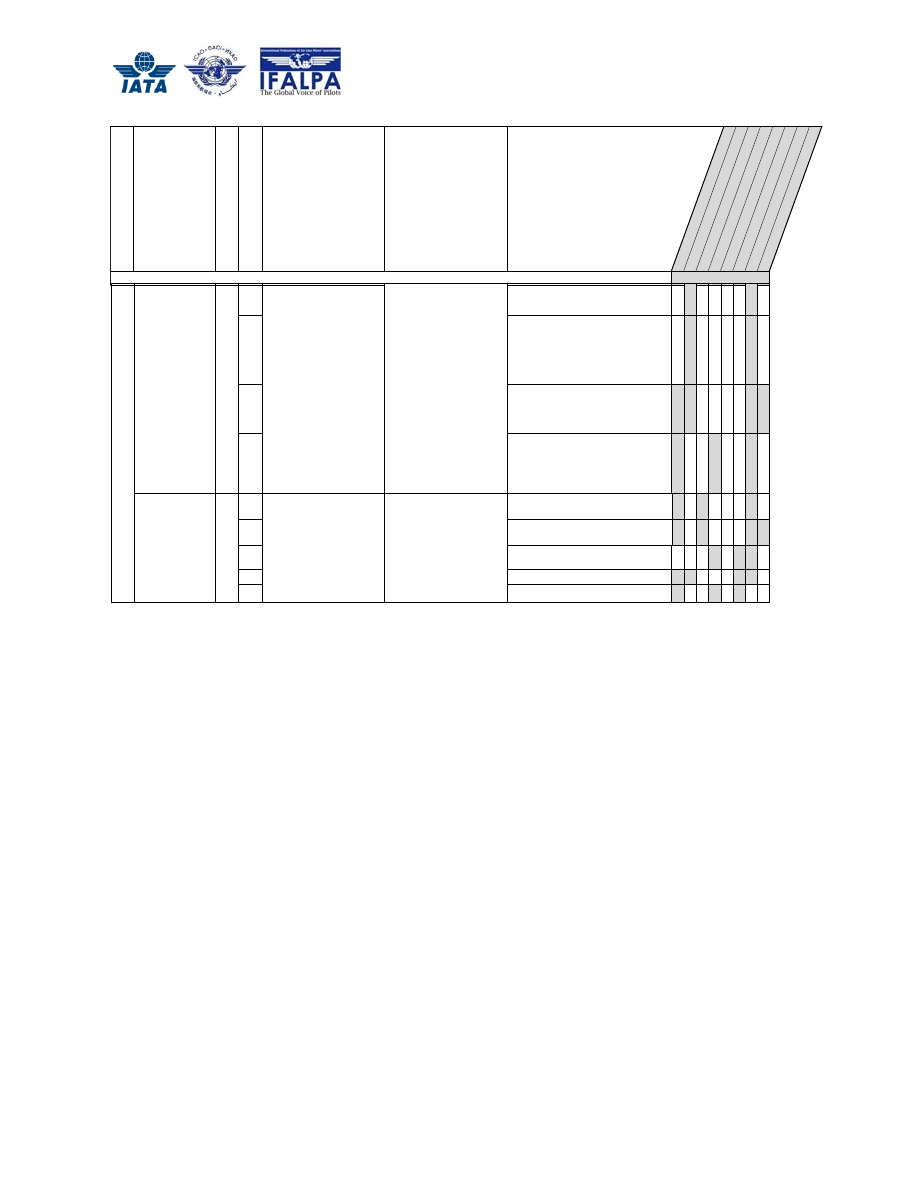 IATA
ICAO · OACI · ИКАО
International Federation of Air Line Pilots' Associations
IFALPA
The Global Voice of Pilots